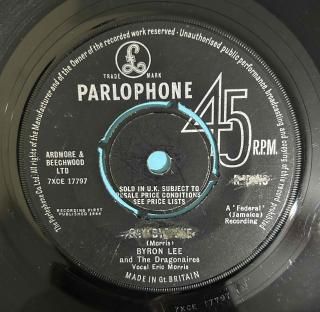 All rights of the Manufacturer and of the Owner of the recorded work reserved - Unauthorised public performance, broadcasting and copying of this record prohibited
TRADE MARK
PARLOPHONE
45
R.P.M.
ARDMORE &
BEECHWOOD
LTD
7XCE 17797
SOLD IN U.K. SUBJECT TO
RESALE PRICE CONDITIONS,
SEE PRICE LISTS
The Parlophone Co Ltd
RECORDING FIRST
PUBLISHED 1964
A 'Federal'
(Jamaica)
Recording
(Morris)
BYRON LEE
and The Dragonaires
Vocal Eric Morris
MADE IN Gt. BRITAIN
7XCE 17797